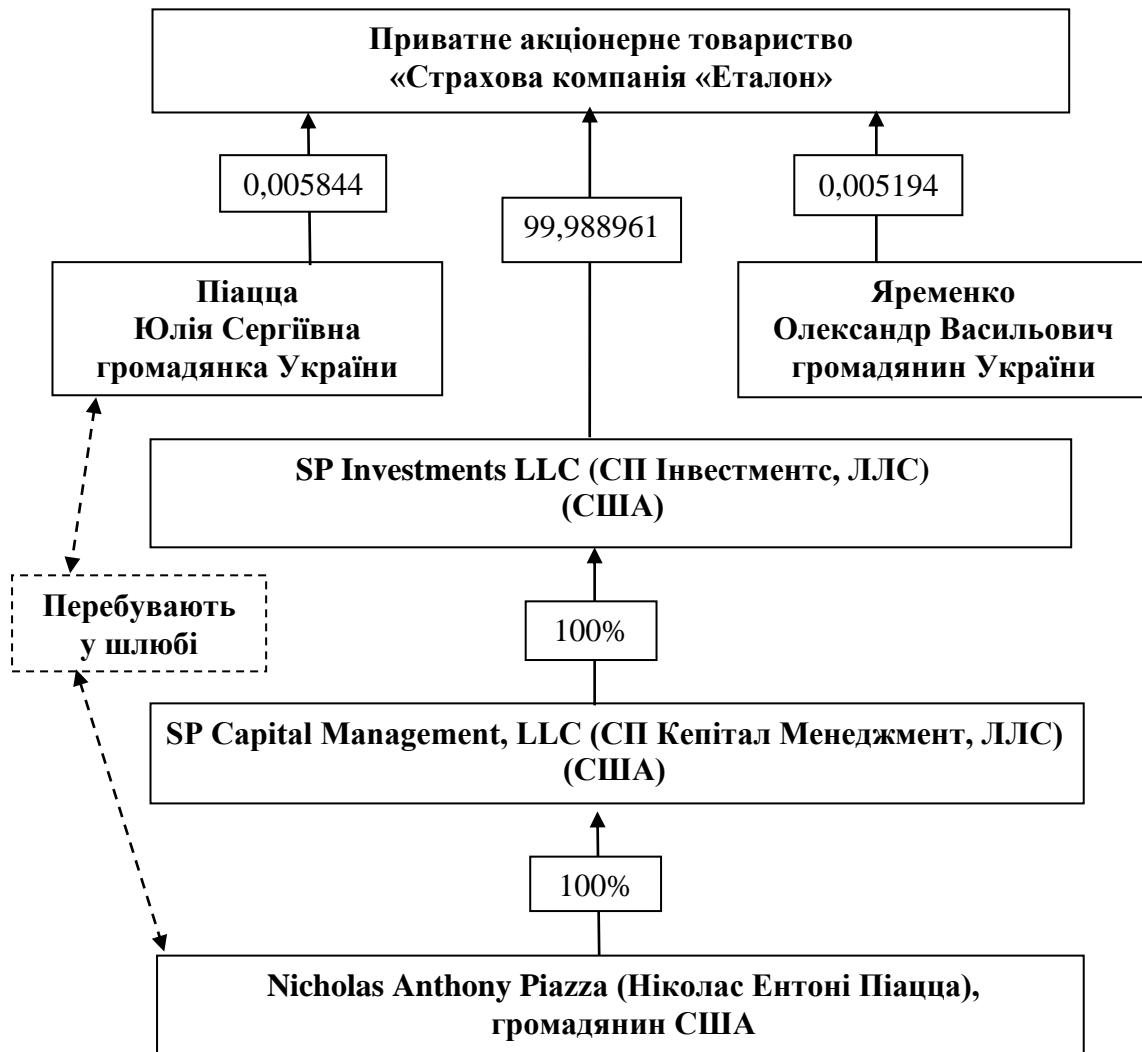 Приватне акціонерне товариство
«Страхова компанія «Еталон»
0,005844
99,988961
0,005194
Піацца
Юлія Сергіївна
громадянка України
Яременко
Олександр Васильович
громадянин України
SP Investments LLC (СП Інвестментс, ЛЛС)
(США)
Перебувають
у шлюбі
100%
SP Capital Management, LLC (СП Кепітал Менеджмент, ЛЛС)
(США)
100%
Nicholas Anthony Piazza (Ніколас Ентоні Піацца),
громадянин США